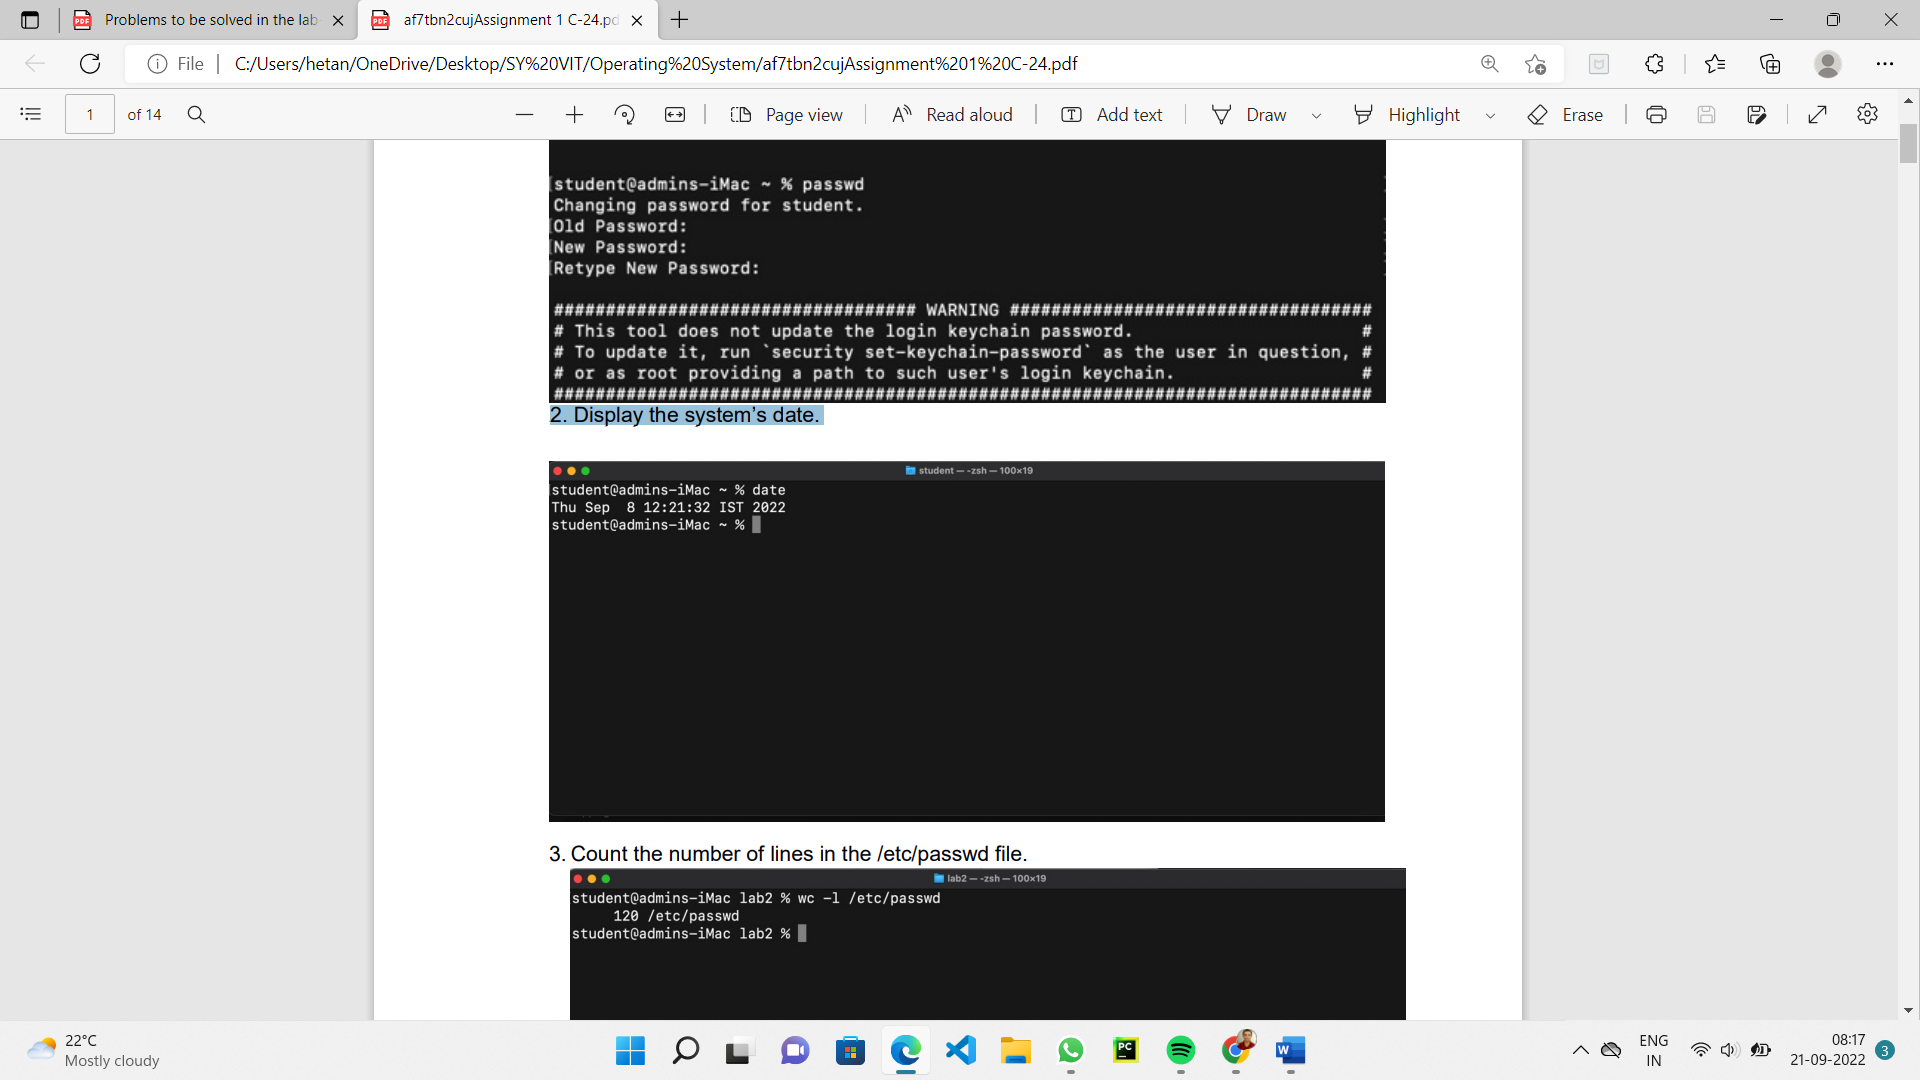 Problems to be solved in the lab
af7tbn2cujAssignment 1 C-24.pd
File
C:/Users/hetan/OneDrive/Desktop/SY%20VIT/Operating%20System/af7tbn2cujAssignment%201%20C-24.pdf
1 of 14
Page view
Read aloud
Add text
Draw
Highlight
Erase
student@admins-iMac ~ % passwd
Changing password for student.
Old Password:
New Password:
Retype New Password:
################################### WARNING ###################################
# This tool does not update the login keychain password. #
# To update it, run `security set-keychain-password` as the user in question, #
# or as root providing a path to such user's login keychain. #
###############################################################################
2. Display the system’s date.
student — -zsh — 100×19
student@admins-iMac ~ % date
Thu Sep  8 12:21:32 IST 2022
student@admins-iMac ~ %
3. Count the number of lines in the /etc/passwd file.
lab2 — -zsh — 100×19
student@admins-iMac lab2 % wc -l /etc/passwd
120 /etc/passwd
student@admins-iMac lab2 %
22°C
Mostly cloudy
PC
W
ENG
IN
08:17
21-09-2022
3